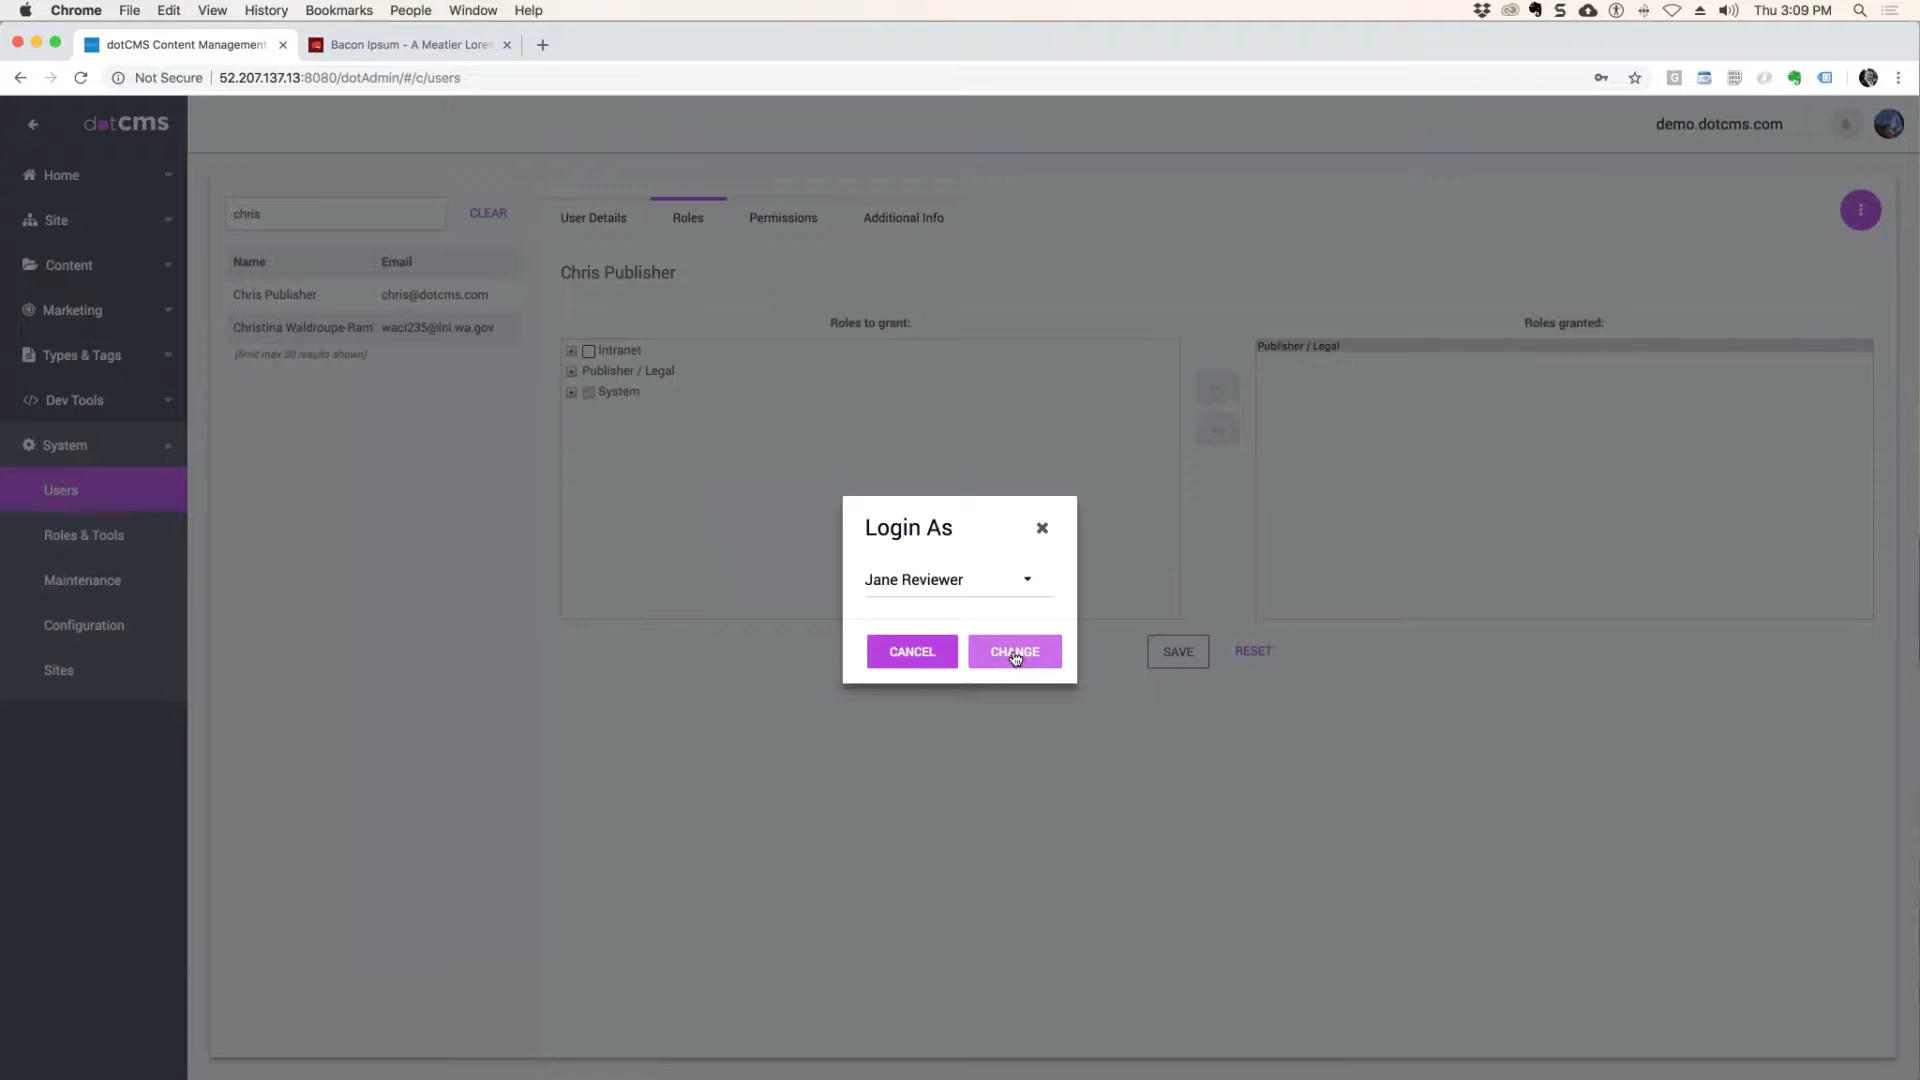 Chrome File Edit View History Bookmarks People Window Help Thu 3:09 PM
dotCMS Content Management Bacon Ipsum - A Meatier Lorem
Not Secure 52.207.137.13:8080/dotAdmin/#/c/users
dotCMS demo.dotcms.com
Home
Site
Content
Marketing
Types & Tags
Dev Tools
System
Users
Roles & Tools
Maintenance
Configuration
Sites
chris CLEAR
Name Email
Chris Publisher chris@dotcms.com
Christina Waldroupe-Ram waci235@lni.wa.gov
(limit max 30 results shown)
User Details Roles Permissions Additional Info
Chris Publisher
Roles to grant: Roles granted:
Intranet
Publisher / Legal
System
Publisher / Legal
Login As
Jane Reviewer
CANCEL CHANGE
SAVE RESET